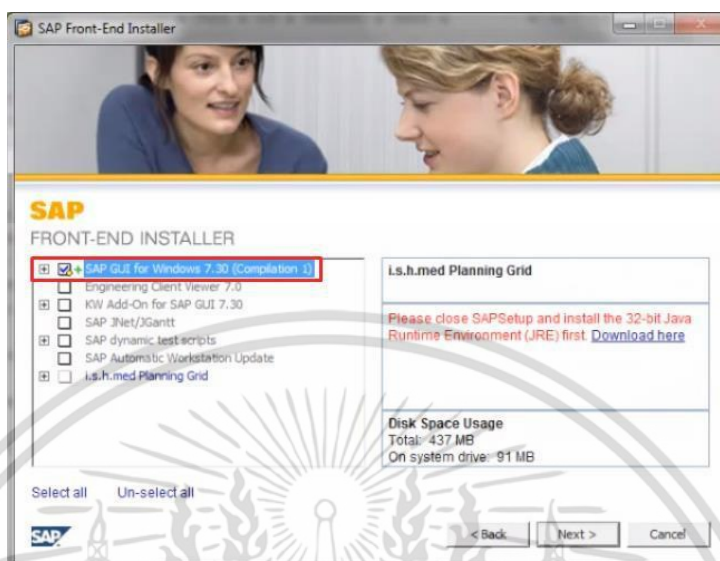 SAP Front-End Installer
SAP
FRONT-END INSTALLER
SAP GUI for Windows 7.30 (Compilation 1)
Engineering Client Viewer 7.0
KW Add-On for SAP GUI 7.30
SAP JNet/JGantt
SAP dynamic test scripts
SAP Automatic Workstation Update
i.s.h.med Planning Grid
i.s.h.med Planning Grid
Please close SAPSetup and install the 32-bit Java
Runtime Environment (JRE) first. Download here
Disk Space Usage
Total: 437 MB
On system drive: 91 MB
Select all Un-select all
SAP
< Back Next > Cancel